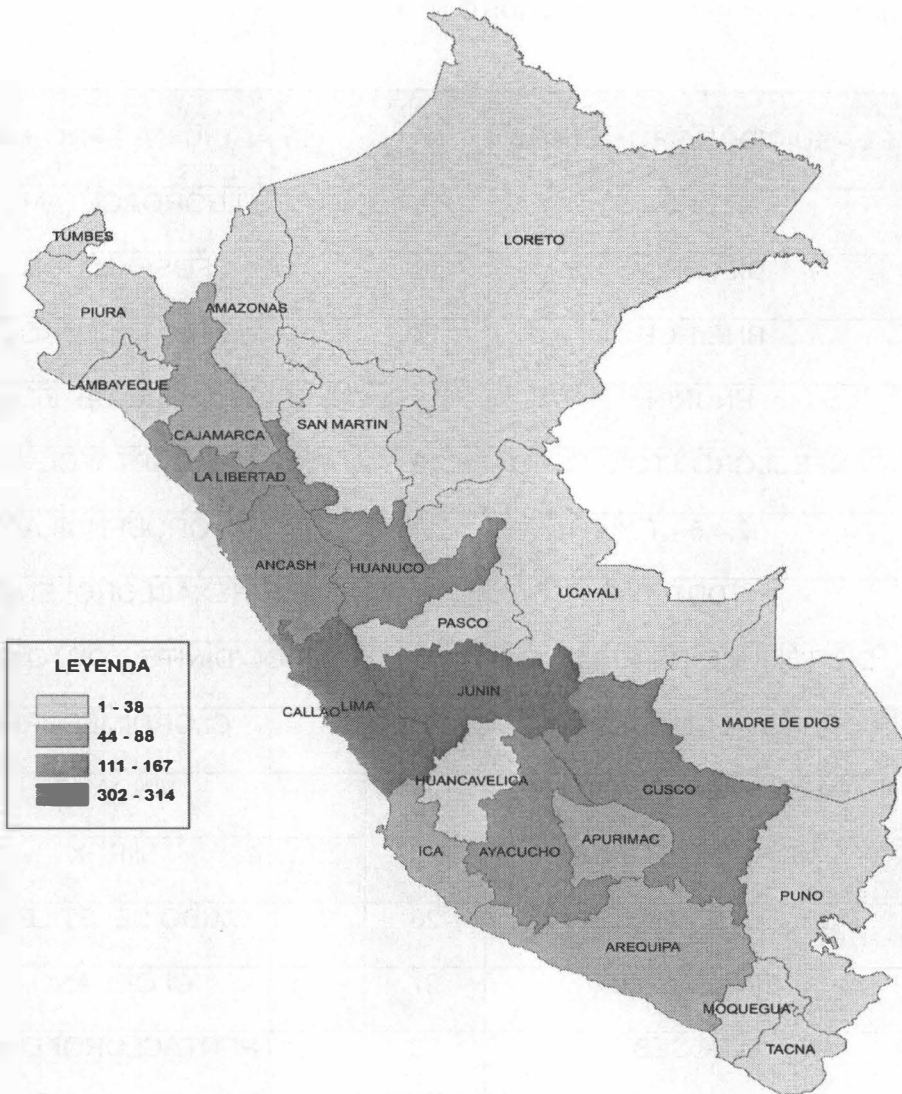 LORETO
TUMBES
PIURA
AMAZONAS
LAMBAYEQUE
CAJAMARCA
SAN MARTIN
LA LIBERTAD
ANCASH
HUANUCO
UCAYALI
PASCO
LEYENDA
1 - 38
44 - 88
111 - 167
302 - 314
JUNIN
CALLAO
LIMA
MADRE DE DIOS
HUANCAVELICA
CUSCO
ICA
AYACUCHO
APURIMAC
PUNO
AREQUIPA
MOQUEGUA
TACNA